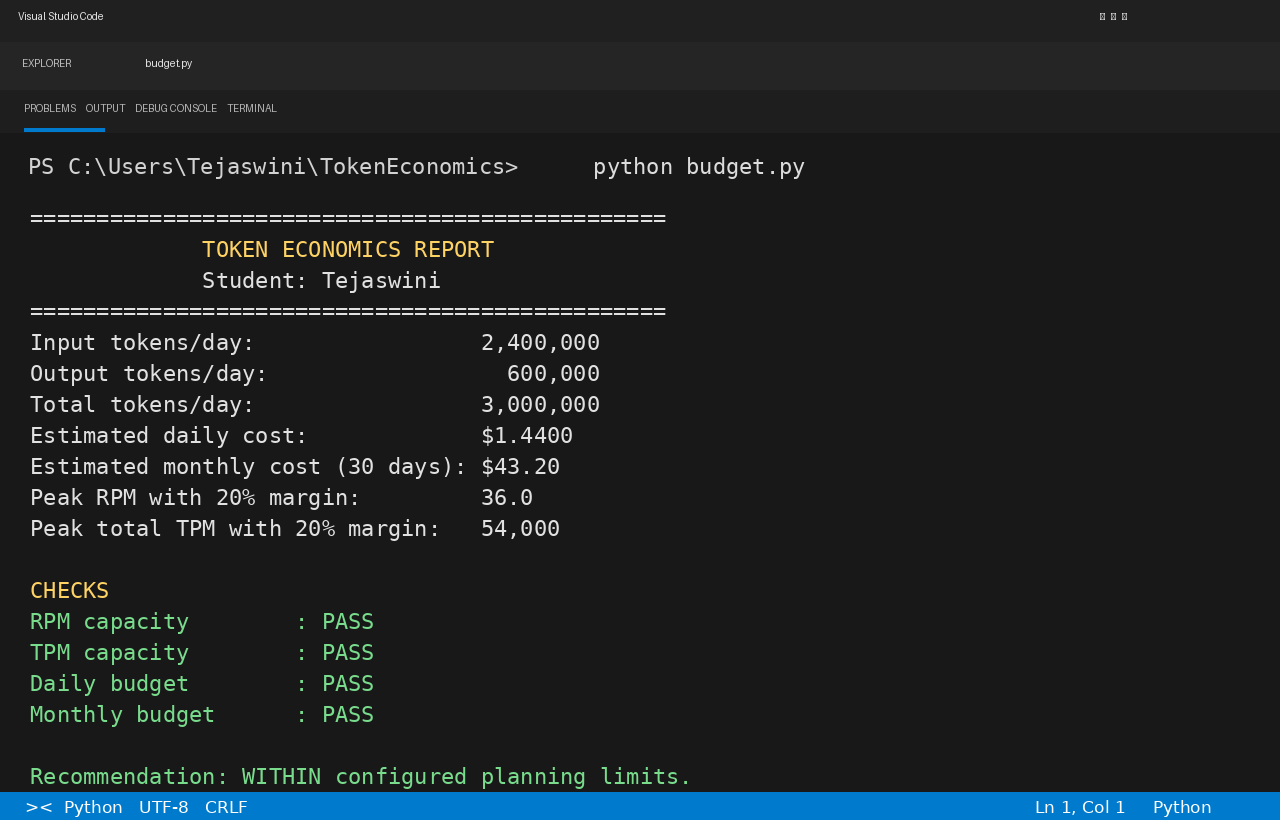 Visual Studio Code
EXPLORER budget.py
PROBLEMS OUTPUT DEBUG CONSOLE TERMINAL
PS C:\Users\Tejaswini\TokenEconomics> python budget.py
================================================
TOKEN ECONOMICS REPORT
Student: Tejaswini
================================================
Input tokens/day: 2,400,000
Output tokens/day: 600,000
Total tokens/day: 3,000,000
Estimated daily cost: $1.4400
Estimated monthly cost (30 days): $43.20
Peak RPM with 20% margin: 36.0
Peak total TPM with 20% margin: 54,000
CHECKS
RPM capacity : PASS
TPM capacity : PASS
Daily budget : PASS
Monthly budget : PASS
Recommendation: WITHIN configured planning limits.
>< Python UTF-8 CRLF Ln 1, Col 1 Python